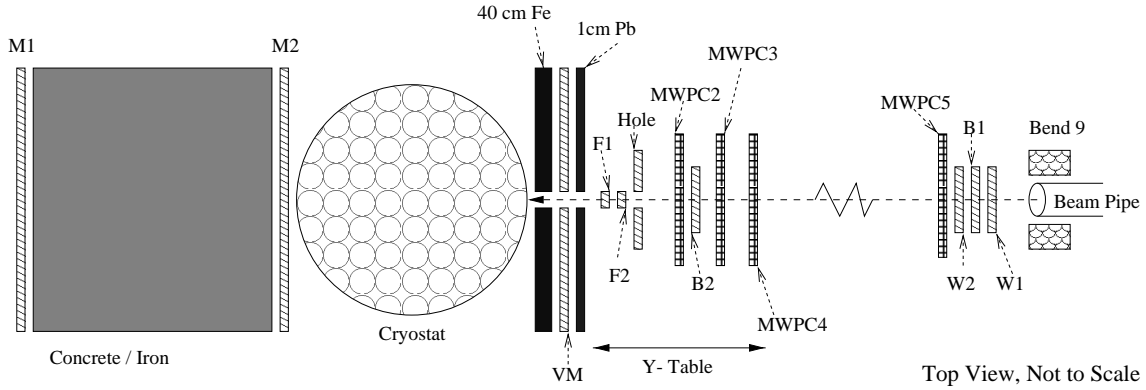 40 cm Fe
1cm Pb
M1
M2
MWPC3
MWPC2
MWPC5
Hole
B1
Bend 9
F1
Beam Pipe
F2
B2
W2
W1
MWPC4
Cryostat
Concrete / Iron
VM
Y- Table
Top View, Not to Scale